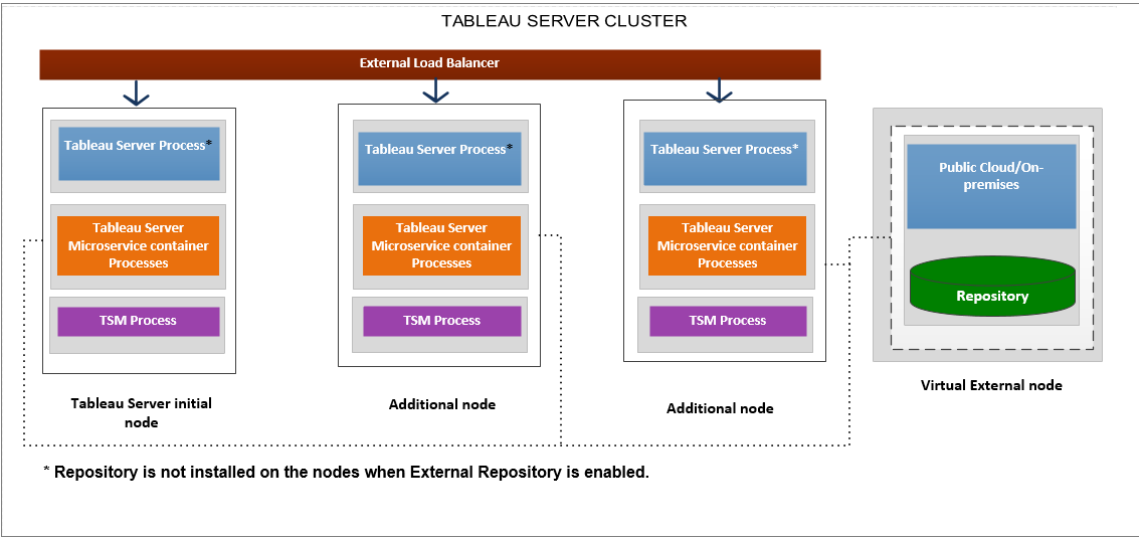 TABLEAU SERVER CLUSTER
External Load Balancer
Tableau Server Process*
Tableau Server
Microservice container
Processes
TSM Process
Tableau Server initial
node
Tableau Server Process*
Tableau Server
Microservice container
Processes
TSM Process
Additional node
Tableau Server Process*
Tableau Server
Microservice container
Processes
TSM Process
Additional node
Public Cloud/On-
premises
Repository
Virtual External node
* Repository is not installed on the nodes when External Repository is enabled.